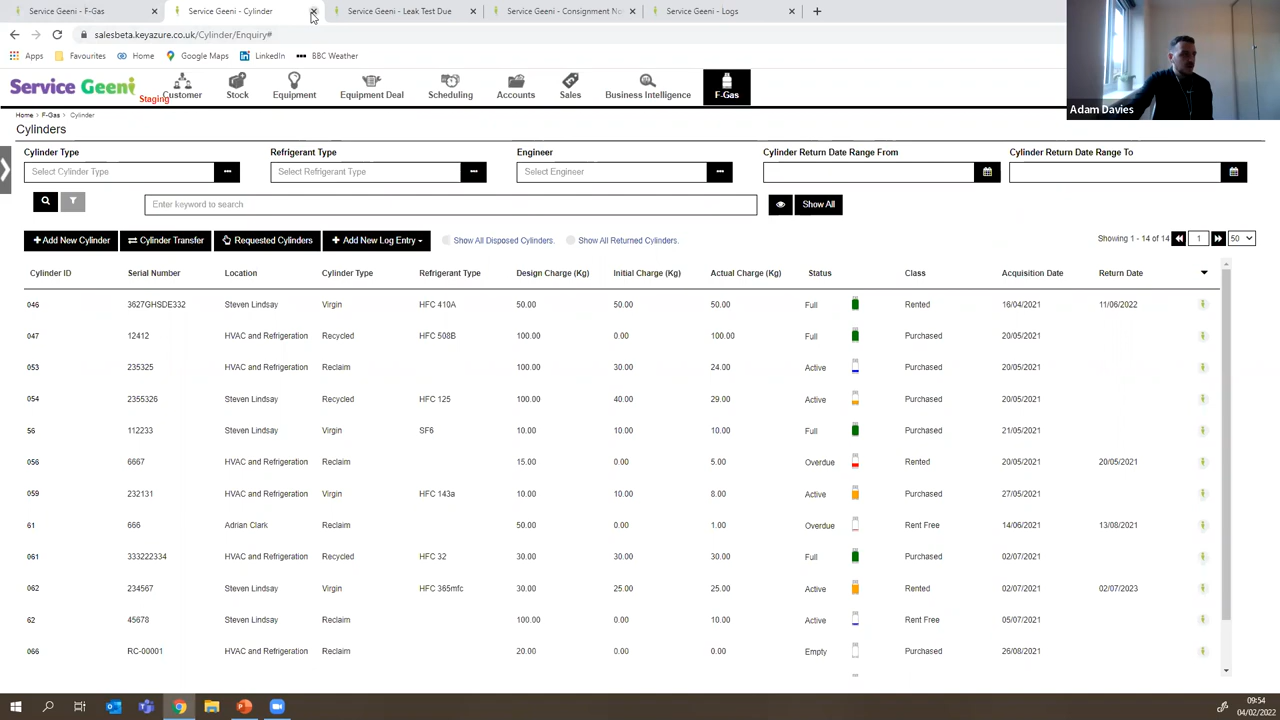 Service Geeni - F-Gas
Service Geeni - Cylinder
Service Geeni - Leak Test Due
Service Geeni - Consignment No
Service Geeni - Logs
salesbeta.keyazure.co.uk/Cylinder/Enquiry#
Apps Favourites Home Google Maps LinkedIn BBC Weather
Service Geeni
Staging
Customer Stock Equipment Equipment Deal Scheduling Accounts Sales Business Intelligence F-Gas
Adam Davies
Home > F-Gas > Cylinder
Cylinders
Cylinder Type Refrigerant Type Engineer Cylinder Return Date Range From Cylinder Return Date Range To
Select Cylinder Type Select Refrigerant Type Select Engineer
Enter keyword to search Show All
Add New Cylinder Cylinder Transfer Requested Cylinders Add New Log Entry Show All Disposed Cylinders. Show All Returned Cylinders. Showing 1 - 14 of 14 1 50
Cylinder ID Serial Number Location Cylinder Type Refrigerant Type Design Charge (Kg) Initial Charge (Kg) Actual Charge (Kg) Status Class Acquisition Date Return Date
046 3627GHSDE332 Steven Lindsay Virgin HFC 410A 50.00 50.00 50.00 Full Rented 16/04/2021 11/06/2022
047 12412 HVAC and Refrigeration Recycled HFC 508B 100.00 0.00 100.00 Full Purchased 20/05/2021
053 235325 HVAC and Refrigeration Reclaim 100.00 30.00 24.00 Active Purchased 20/05/2021
054 2355326 Steven Lindsay Recycled HFC 125 100.00 40.00 29.00 Active Purchased 20/05/2021
56 112233 Steven Lindsay Virgin SF6 10.00 10.00 10.00 Full Purchased 21/05/2021
056 6667 HVAC and Refrigeration Reclaim 15.00 0.00 5.00 Overdue Rented 20/05/2021 20/05/2021
059 232131 HVAC and Refrigeration Virgin HFC 143a 10.00 10.00 8.00 Active Purchased 27/05/2021
61 666 Adrian Clark Reclaim 50.00 0.00 1.00 Overdue Rent Free 14/06/2021 13/08/2021
061 333222334 HVAC and Refrigeration Recycled HFC 32 30.00 30.00 30.00 Full Purchased 02/07/2021
062 234567 Steven Lindsay Virgin HFC 365mfc 30.00 25.00 25.00 Active Rented 02/07/2021 02/07/2023
62 45678 Steven Lindsay Reclaim 100.00 0.00 10.00 Active Rent Free 05/07/2021
066 RC-00001 HVAC and Refrigeration Reclaim 20.00 0.00 0.00 Empty Purchased 26/08/2021
09:54
04/02/2022